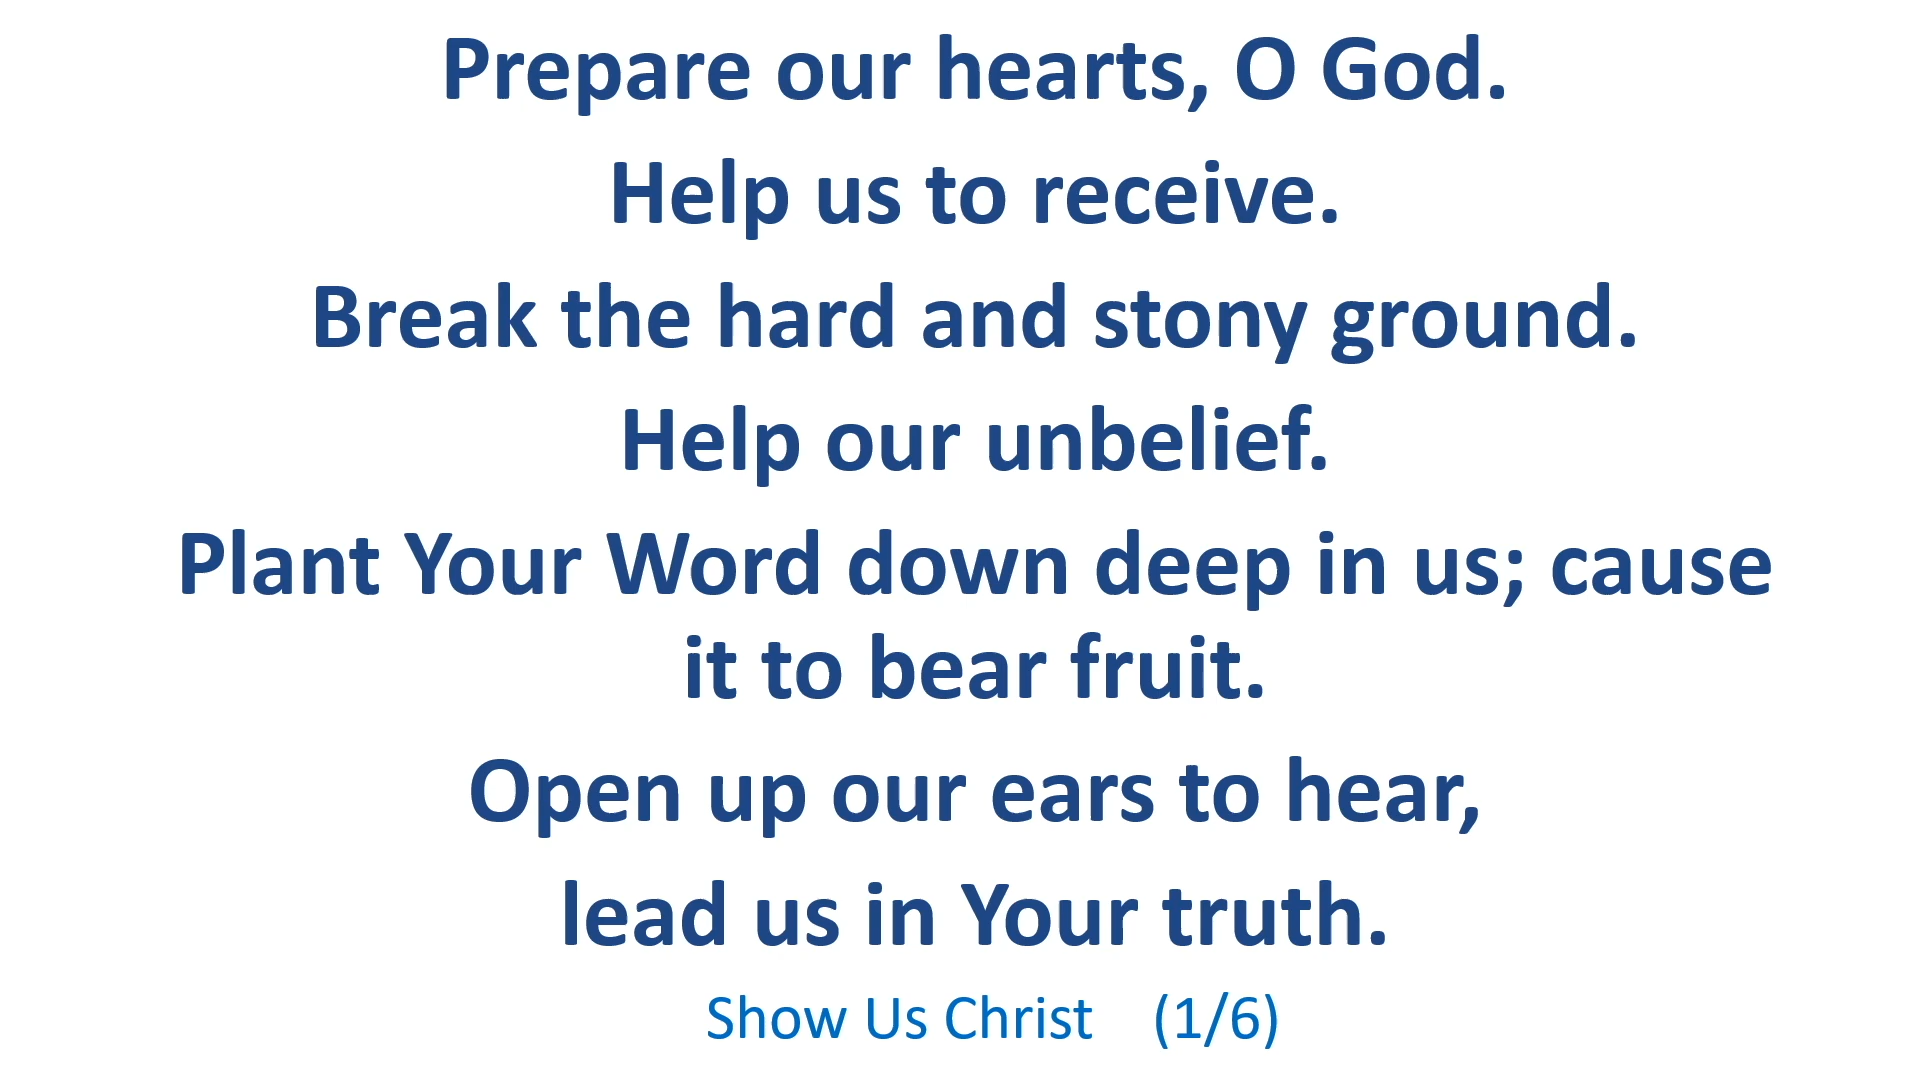 Prepare our hearts, O God.
Help us to receive.
Break the hard and stony ground.
Help our unbelief.
Plant Your Word down deep in us; cause
it to bear fruit.
Open up our ears to hear,
lead us in Your truth.
Show Us Christ (1/6)